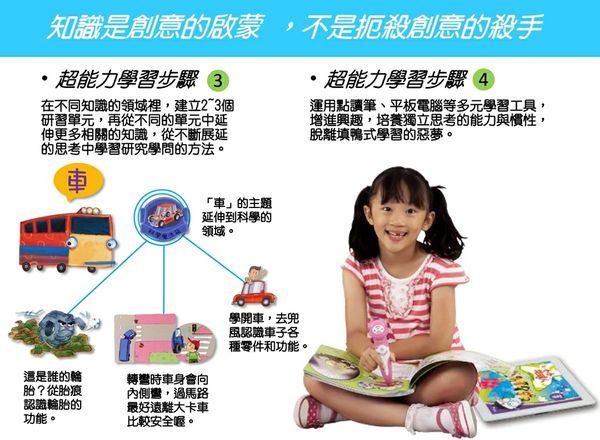 知識是創意的啟蒙 ，不是扼殺創意的殺手
• 超能力學習步驟 3
在不同知識的領域裡，建立2~3個
研習單元，再從不同的單元中延
伸更多相關的知識，從不斷展延
的思考中學習研究學問的方法。
• 超能力學習步驟 4
運用點讀筆、平板電腦等多元學習工具，
增進興趣，培養獨立思考的能力與慣性，
脫離填鴨式學習的惡夢。
車
「車」的主題
延伸到科學的
領域。
學開車，去兜
風認識車子各
種零件和功能。
這是誰的輪
胎？從胎痕
認識輪胎的
功能。
轉彎時車身會向
內側彎，過馬路
最好遠離大卡車
比較安全喔。